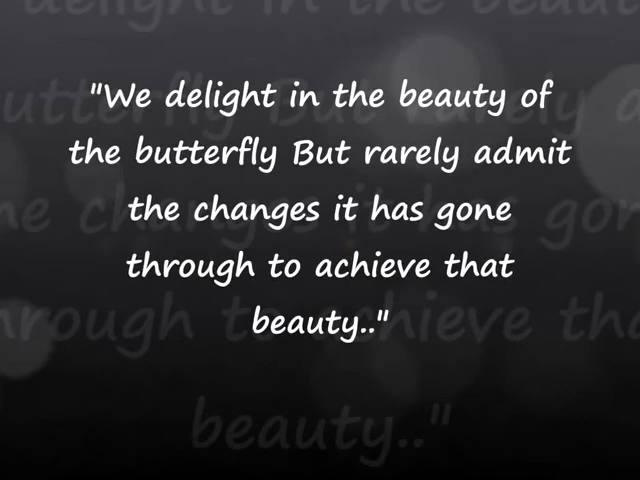 "We delight in the beauty of
the butterfly But rarely admit
the changes it has gone
through to achieve that
beauty.."